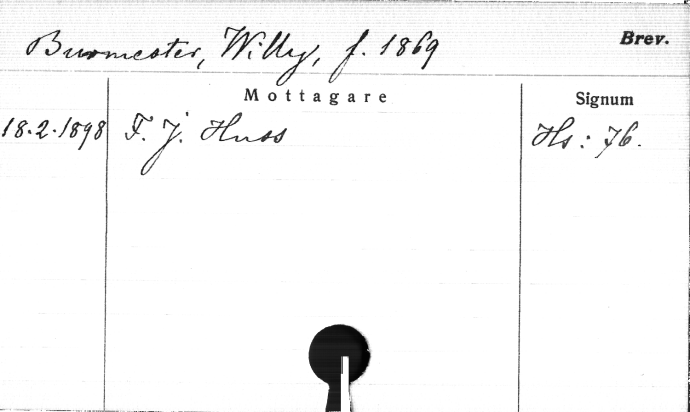 Burmester, Willy, f. 1869 Brev.
Mottagare Signum
18.2.1898 F. J. Huss Hs: 76.